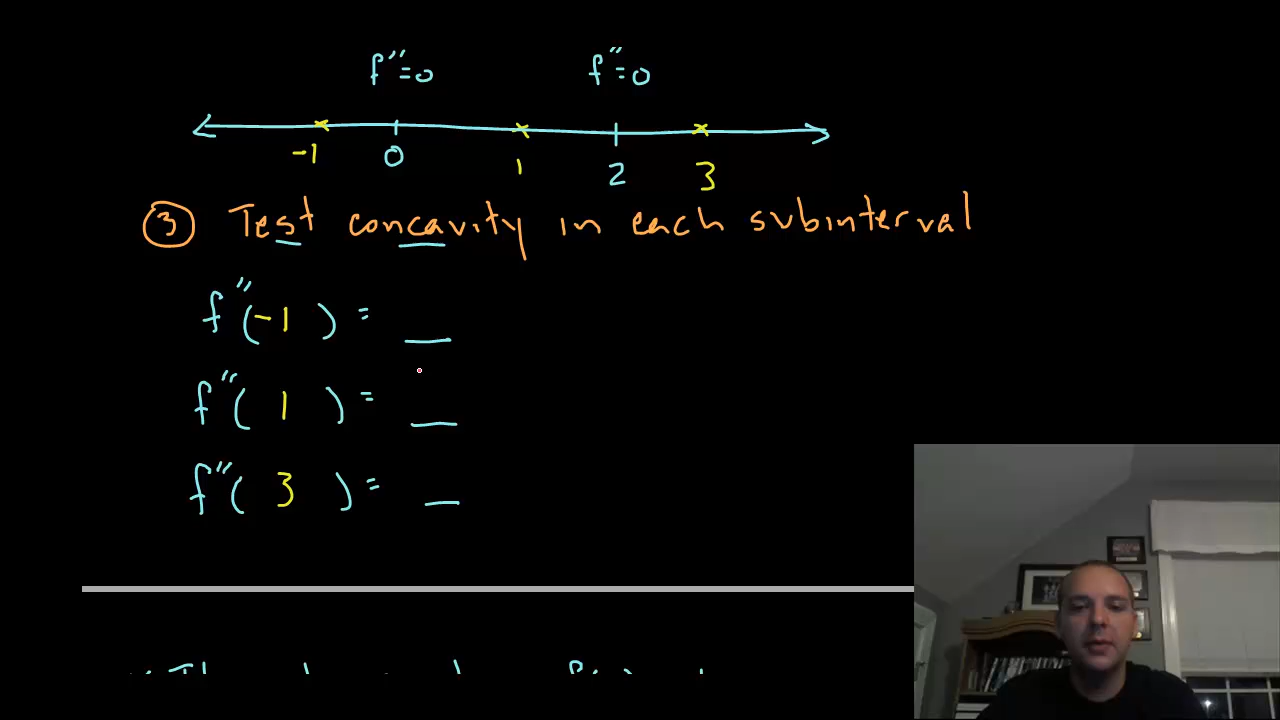 f''=0 f''=0
-1 0 1 2 3
③ Test concavity in each subinterval
f''(-1) = __
f''( 1 ) = __
f''( 3 ) = __